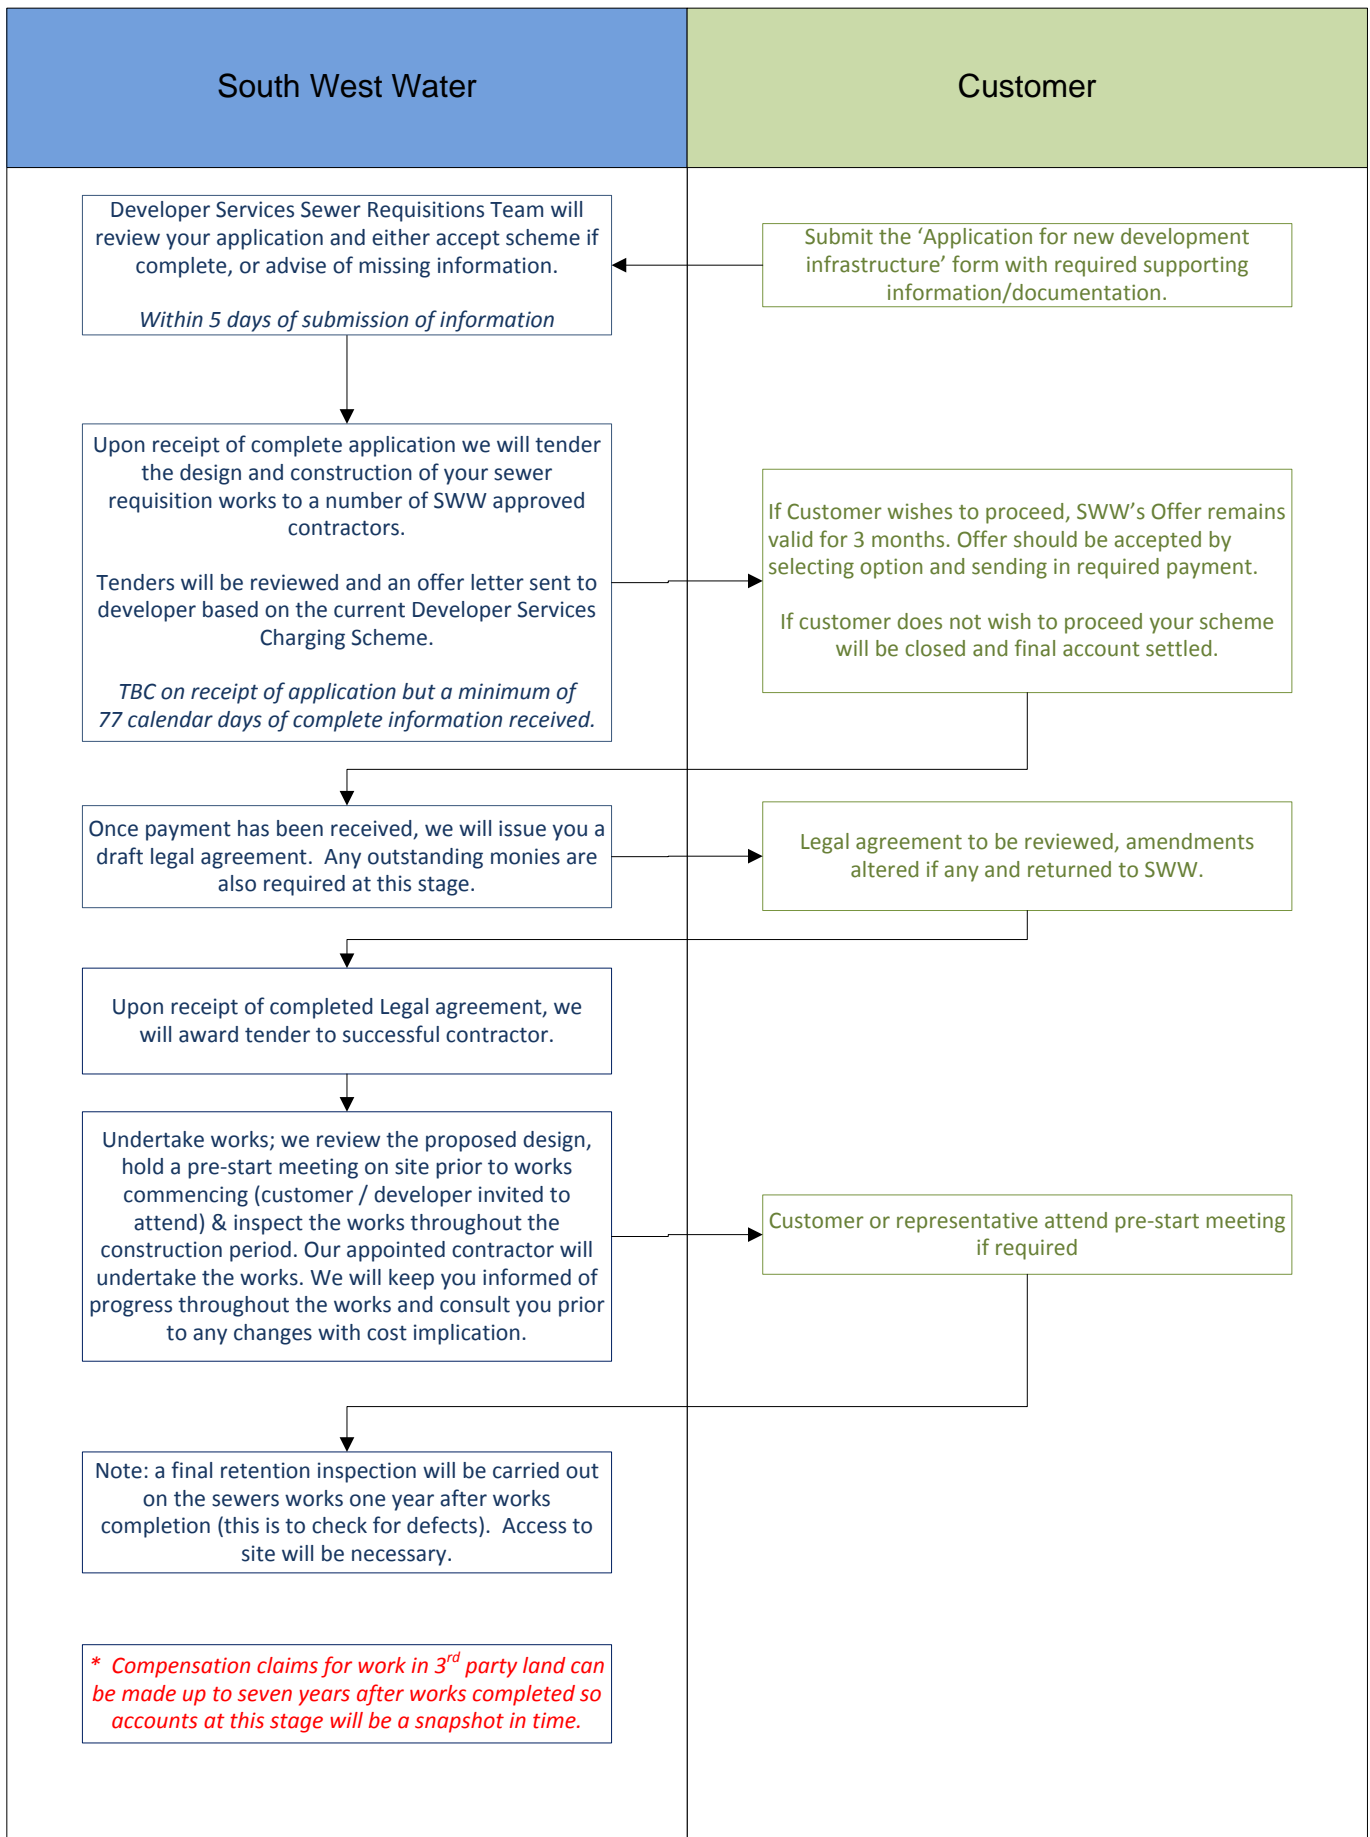 South West Water
Customer
Developer Services Sewer Requisitions Team will
review your application and either accept scheme if
complete, or advise of missing information.
Within 5 days of submission of information
Submit the ‘Application for new development
infrastructure’ form with required supporting
information/documentation.
Upon receipt of complete application we will tender
the design and construction of your sewer
requisition works to a number of SWW approved
contractors.
Tenders will be reviewed and an offer letter sent to
developer based on the current Developer Services
Charging Scheme.
TBC on receipt of application but a minimum of
77 calendar days of complete information received.
If Customer wishes to proceed, SWW’s Offer remains
valid for 3 months. Offer should be accepted by
selecting option and sending in required payment.
If customer does not wish to proceed your scheme
will be closed and final account settled.
Once payment has been received, we will issue you a
draft legal agreement.  Any outstanding monies are
also required at this stage.
Legal agreement to be reviewed, amendments
altered if any and returned to SWW.
Upon receipt of completed Legal agreement, we
will award tender to successful contractor.
Undertake works; we review the proposed design,
hold a pre-start meeting on site prior to works
commencing (customer / developer invited to
attend) & inspect the works throughout the
construction period. Our appointed contractor will
undertake the works. We will keep you informed of
progress throughout the works and consult you prior
to any changes with cost implication.
Customer or representative attend pre-start meeting
if required
Note: a final retention inspection will be carried out
on the sewers works one year after works
completion (this is to check for defects).  Access to
site will be necessary.
*  Compensation claims for work in 3rd party land can
be made up to seven years after works completed so
accounts at this stage will be a snapshot in time.